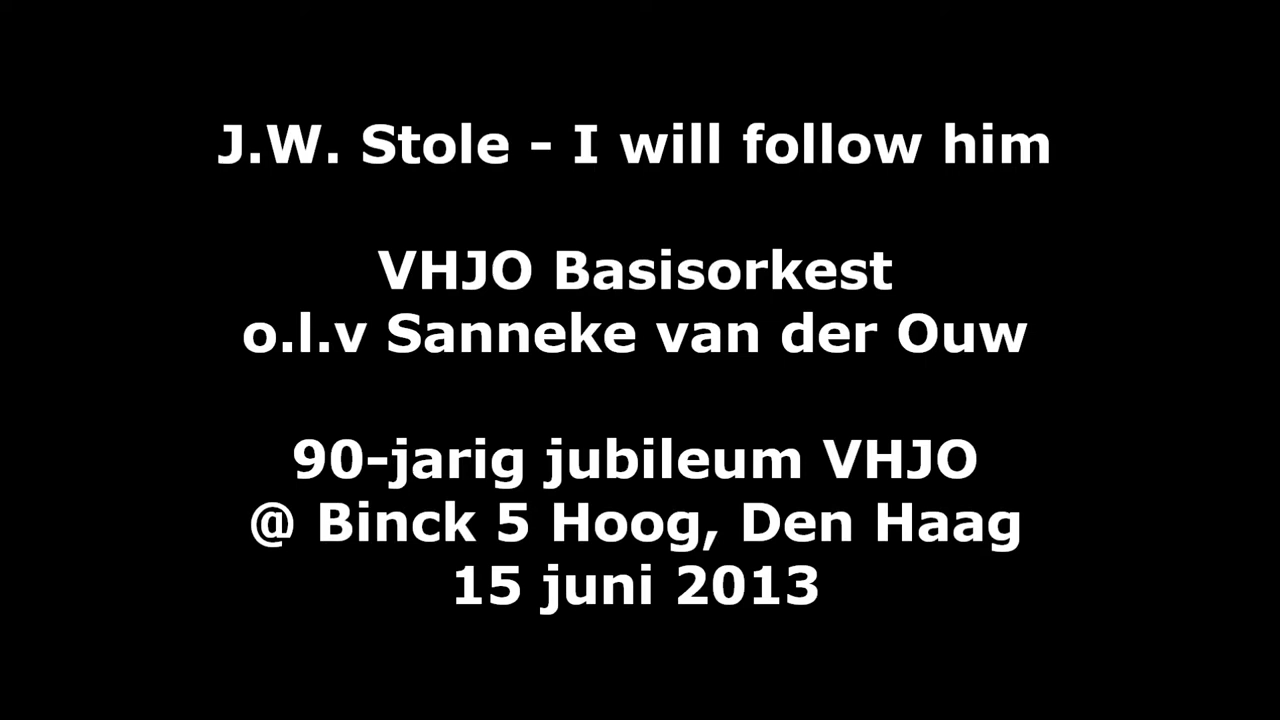 J.W. Stole - I will follow him
VHJO Basisorkest
o.l.v Sanneke van der Ouw
90-jarig jubileum VHJO
@ Binck 5 Hoog, Den Haag
15 juni 2013